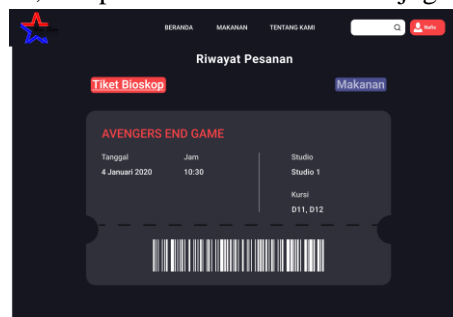 BERANDA MAKANAN TENTANG KAMI
Riwayat Pesanan
Tiket Bioskop Makanan
AVENGERS END GAME
Tanggal Jam Studio
4 Januari 2020 10:30 Studio 1
Kursi
D11, D12